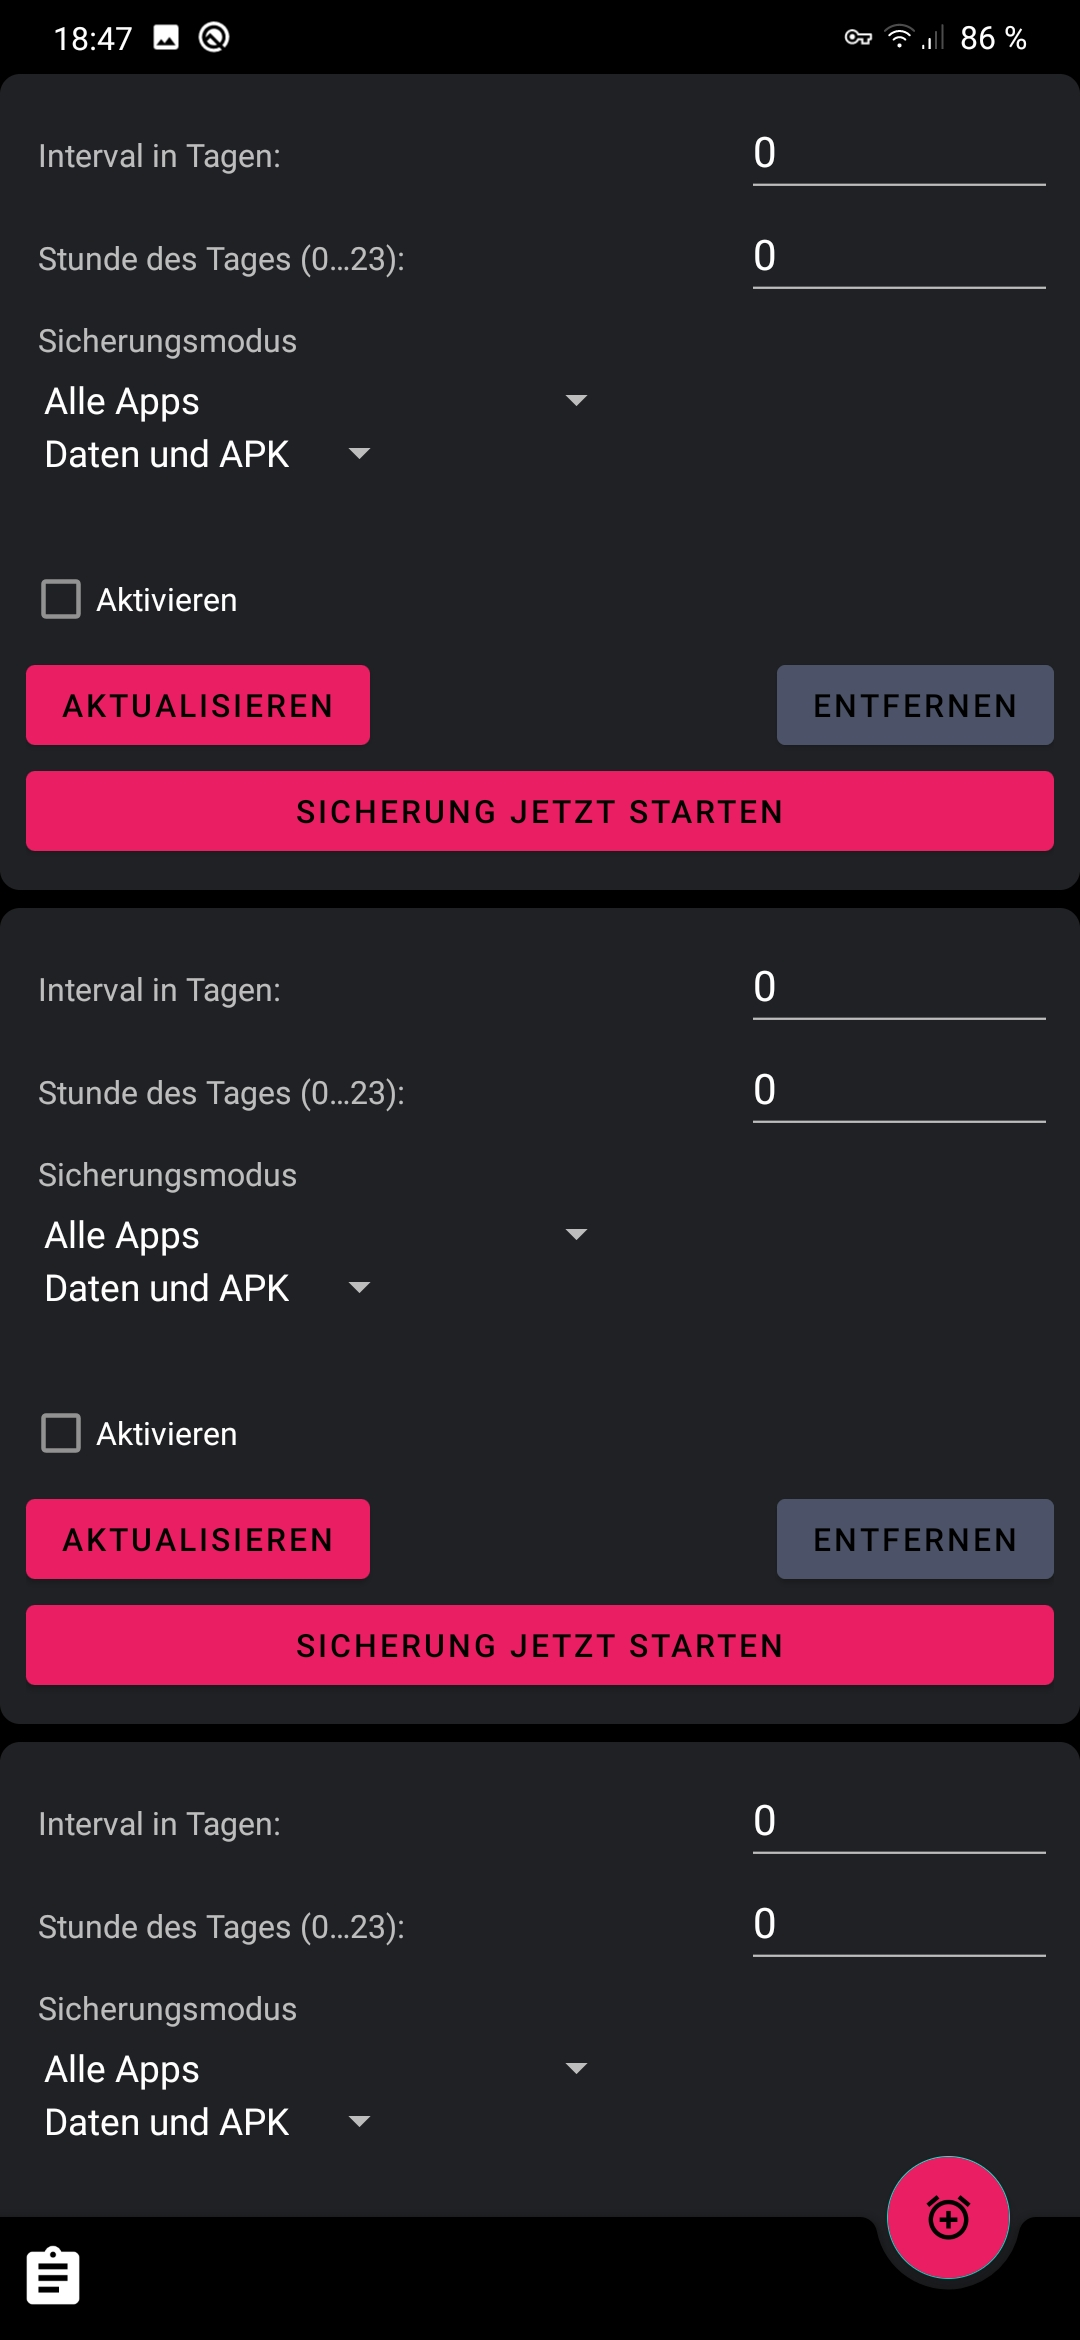 18:47 86 %
Interval in Tagen: 0
Stunde des Tages (0...23): 0
Sicherungsmodus
Alle Apps
Daten und APK
Aktivieren
AKTUALISIEREN ENTFERNEN
SICHERUNG JETZT STARTEN
Interval in Tagen: 0
Stunde des Tages (0...23): 0
Sicherungsmodus
Alle Apps
Daten und APK
Aktivieren
AKTUALISIEREN ENTFERNEN
SICHERUNG JETZT STARTEN
Interval in Tagen: 0
Stunde des Tages (0...23): 0
Sicherungsmodus
Alle Apps
Daten und APK